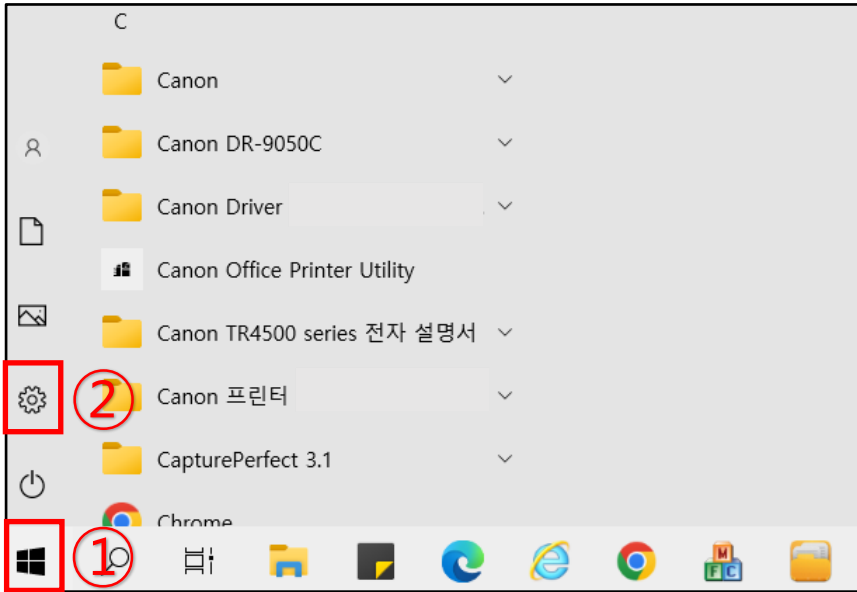 C
Canon
Canon DR-9050C
Canon Driver
Canon Office Printer Utility
Canon TR4500 series 전자 설명서
② Canon 프린터
CapturePerfect 3.1
Chrome
①
M
F C